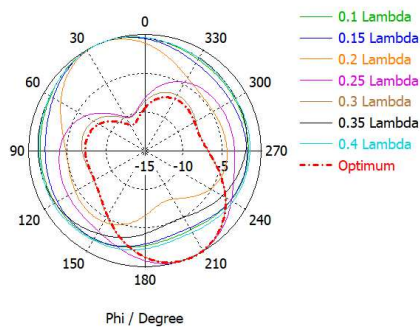 0
30
330
60
300
90
-15
-10
-5
270
120
240
150
210
180
Phi / Degree
0.1 Lambda
0.15 Lambda
0.2 Lambda
0.25 Lambda
0.3 Lambda
0.35 Lambda
0.4 Lambda
Optimum